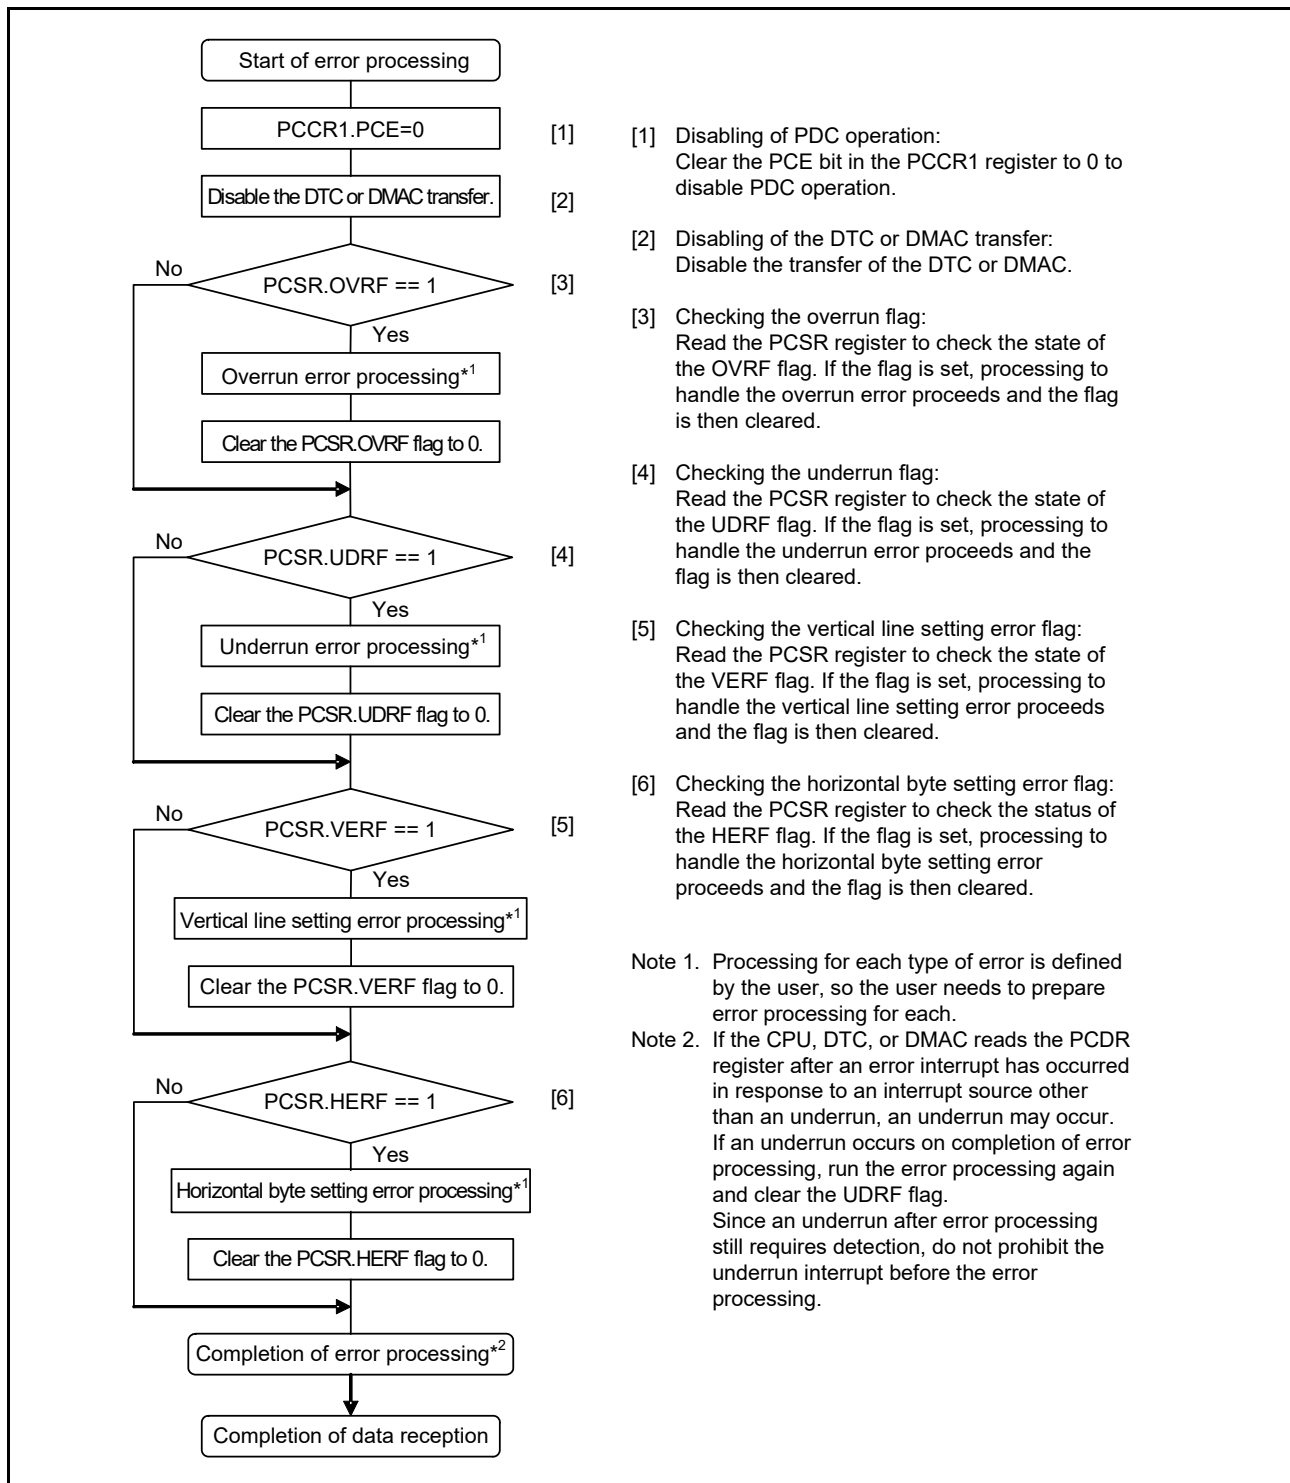 Start of error processing
PCCR1.PCE=0
[1]
Disable the DTC or DMAC transfer.
[2]
No
PCSR.OVRF == 1
[3]
Yes
Overrun error processing*1
Clear the PCSR.OVRF flag to 0.
No
PCSR.UDRF == 1
[4]
Yes
Underrun error processing*1
Clear the PCSR.UDRF flag to 0.
No
PCSR.VERF == 1
[5]
Yes
Vertical line setting error processing*1
Clear the PCSR.VERF flag to 0.
No
PCSR.HERF == 1
[6]
Yes
Horizontal byte setting error processing*1
Clear the PCSR.HERF flag to 0.
Completion of error processing*2
Completion of data reception
[1] Disabling of PDC operation:
Clear the PCE bit in the PCCR1 register to 0 to
disable PDC operation.
[2] Disabling of the DTC or DMAC transfer:
Disable the transfer of the DTC or DMAC.
[3] Checking the overrun flag:
Read the PCSR register to check the state of
the OVRF flag. If the flag is set, processing to
handle the overrun error proceeds and the flag
is then cleared.
[4] Checking the underrun flag:
Read the PCSR register to check the state of
the UDRF flag. If the flag is set, processing to
handle the underrun error proceeds and the
flag is then cleared.
[5] Checking the vertical line setting error flag:
Read the PCSR register to check the state of
the VERF flag. If the flag is set, processing to
handle the vertical line setting error proceeds
and the flag is then cleared.
[6] Checking the horizontal byte setting error flag:
Read the PCSR register to check the status of
the HERF flag. If the flag is set, processing to
handle the horizontal byte setting error
proceeds and the flag is then cleared.
Note 1. Processing for each type of error is defined
by the user, so the user needs to prepare
error processing for each.
Note 2. If the CPU, DTC, or DMAC reads the PCDR
register after an error interrupt has occurred
in response to an interrupt source other
than an underrun, an underrun may occur.
If an underrun occurs on completion of error
processing, run the error processing again
and clear the UDRF flag.
Since an underrun after error processing
still requires detection, do not prohibit the
underrun interrupt before the error
processing.